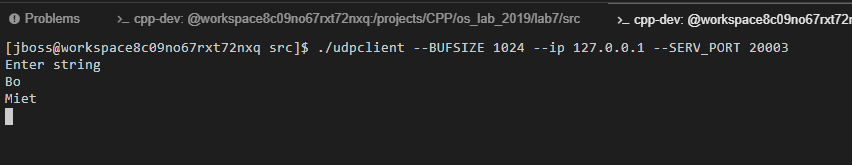 Problems
>_ cpp-dev: @workspace8c09no67rxt72nxq:/projects/CPP/os_lab_2019/lab7/src
>_ cpp-dev: @workspace8c09no67rxt72n
[jboss@workspace8c09no67rxt72nxq src]$ ./udpclient --BUFSIZE 1024 --ip 127.0.0.1 --SERV_PORT 20003
Enter string
Bo
Miet